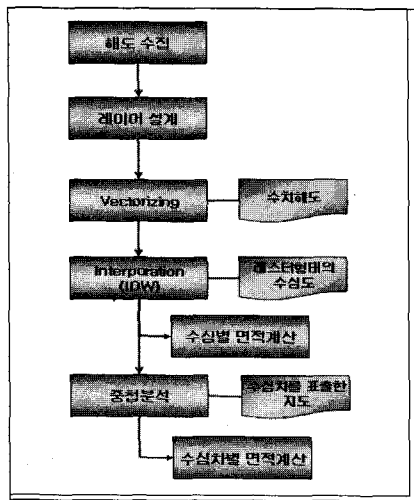 해도 수집
레이어 설계
Vectorizing
수치해도
Interporation
(IDW)
래스터형태의
수심도
수심별 면적계산
중첩분석
수심차를 표출한
지도
수심차별 면적계산